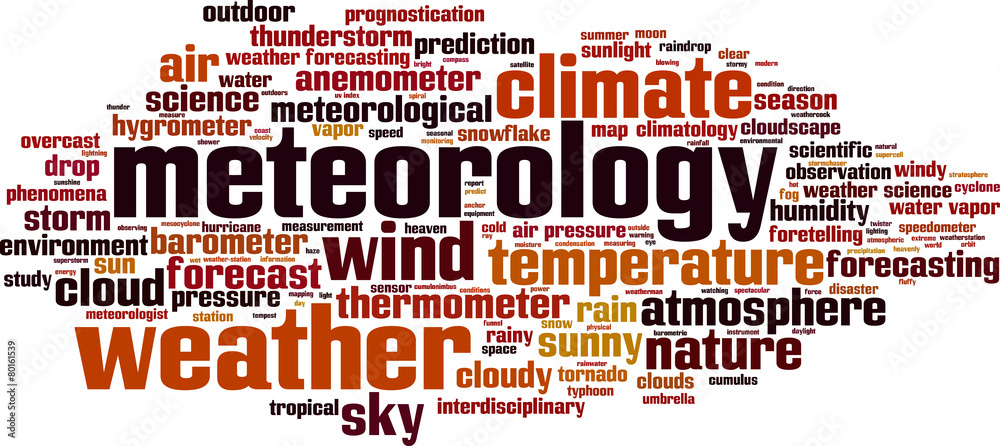 outdoor
prognostication
thunderstorm
prediction
summer moon
sunlight raindrop
clear
stormy modern
air
weather forecasting
bright compass
satellite
blowing
water
anemometer
climate
condition
direction
outdoors
uv index spiral
science
meteorological
season
thunder
measure
weathercock
hygrometer
coast
velocity
vapor speed
seasonal
monitoring
snowflake
map climatology cloudscape
overcast
shower
rainfall
environmental
lightning
meteorology
scientific
natural
supercell
drop
stormchaser
observation windy
stratosphere
sunshine
report
predict
hot
fog
weather science cyclone
phenomena
anchor
equipment
humidity
water vapor
storm
observing
mesocyclone
hurricane measurement
heaven
cold
ray
air pressure
outside
warning
eye
foretelling
twister
lighting
atmospheric
speedometer
extreme
weatherstation
world
orbit
environment
barometer
haze
wind
moisture condensation measuring
precipitation heavenly
superstorm
wet weather-station information
temperature
forecasting
study
energy
sun
forecast
fluffy
cloud
pressure
mapping light
day
sensor
cumulonimbus
conditions
power
weatherman
watching spectacular
force
disaster
thermometer
rain
atmosphere
meteorologist
station
tempest
weather
funnel
rainy
snow
physical
barometric
instrument
daylight
space
sunny
nature
rainwater
cloudy
tornado
clouds
cumulus
typhoon
umbrella
tropical
sky
interdisciplinary
Adobe Stock | #80161539